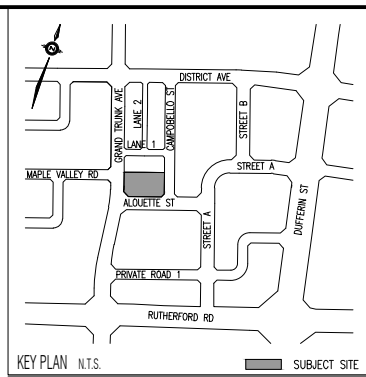 N
DISTRICT AVE
GRAND TRUNK AVE
LANE 2
CAMPOBELLO ST
STREET B
LANE 1
MAPLE VALLEY RD
STREET A
ALOUETTE ST
STREET A
DUFFERIN ST
PRIVATE ROAD 1
RUTHERFORD RD
KEY PLAN N.T.S.
SUBJECT SITE